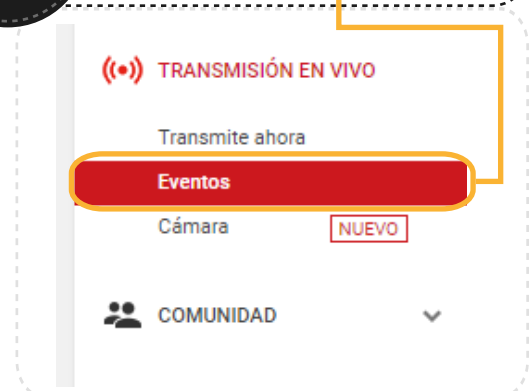 TRANSMISIÓN EN VIVO
Transmite ahora
Eventos
Cámara NUEVO
COMUNIDAD